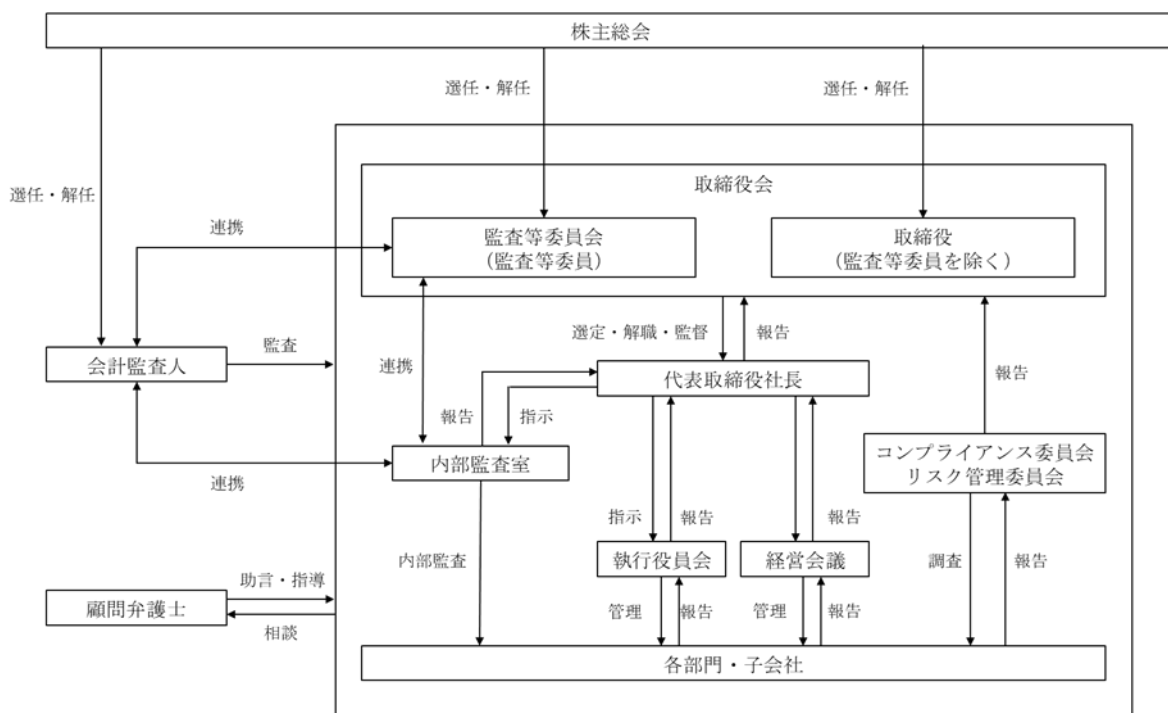 株主総会
選任・解任
選任・解任
選任・解任
取締役会
連携
監査等委員会
（監査等委員）
取締役
（監査等委員を除く）
選定・解職・監督
報告
会計監査人
監査
連携
代表取締役社長
報告
報告
指示
内部監査室
コンプライアンス委員会
リスク管理委員会
連携
指示
報告
報告
内部監査
執行役員会
経営会議
調査
報告
助言・指導
顧問弁護士
相談
管理
報告
管理
報告
各部門・子会社